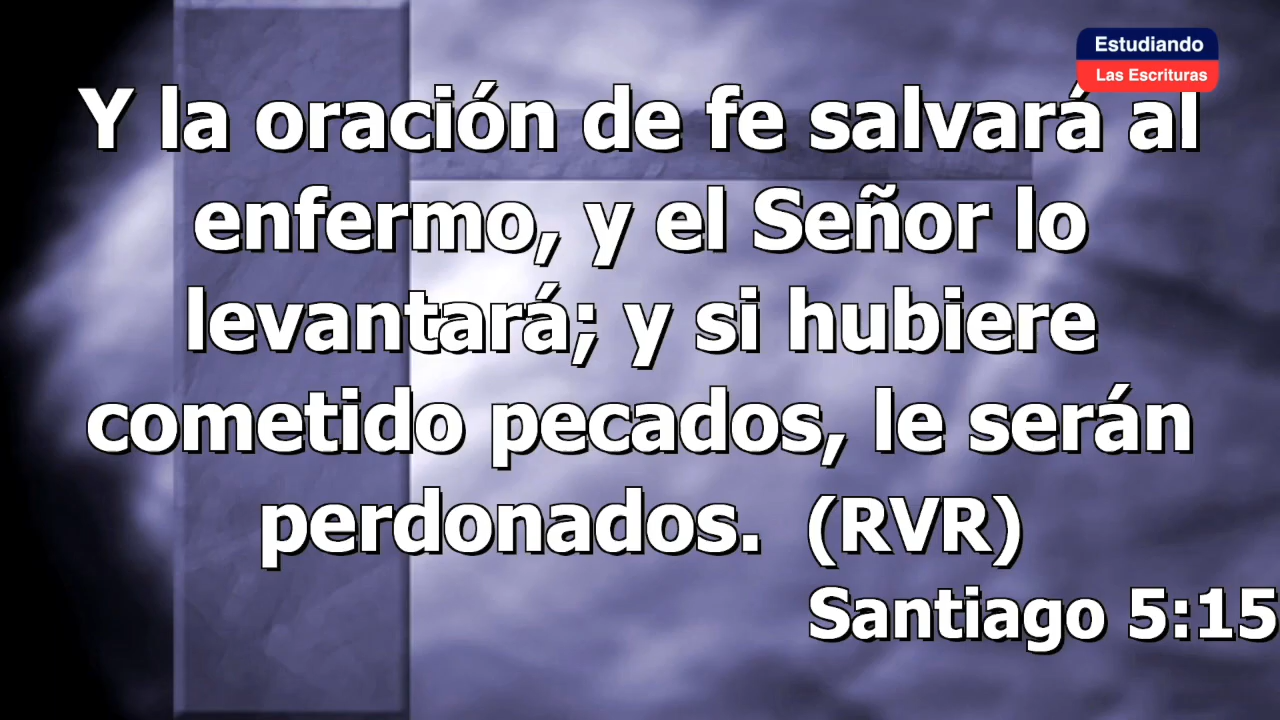 Estudiando
Las Escrituras
Y la oración de fe salvará al
enfermo, y el Señor lo
levantará; y si hubiere
cometido pecados, le serán
perdonados. (RVR)
Santiago 5:15